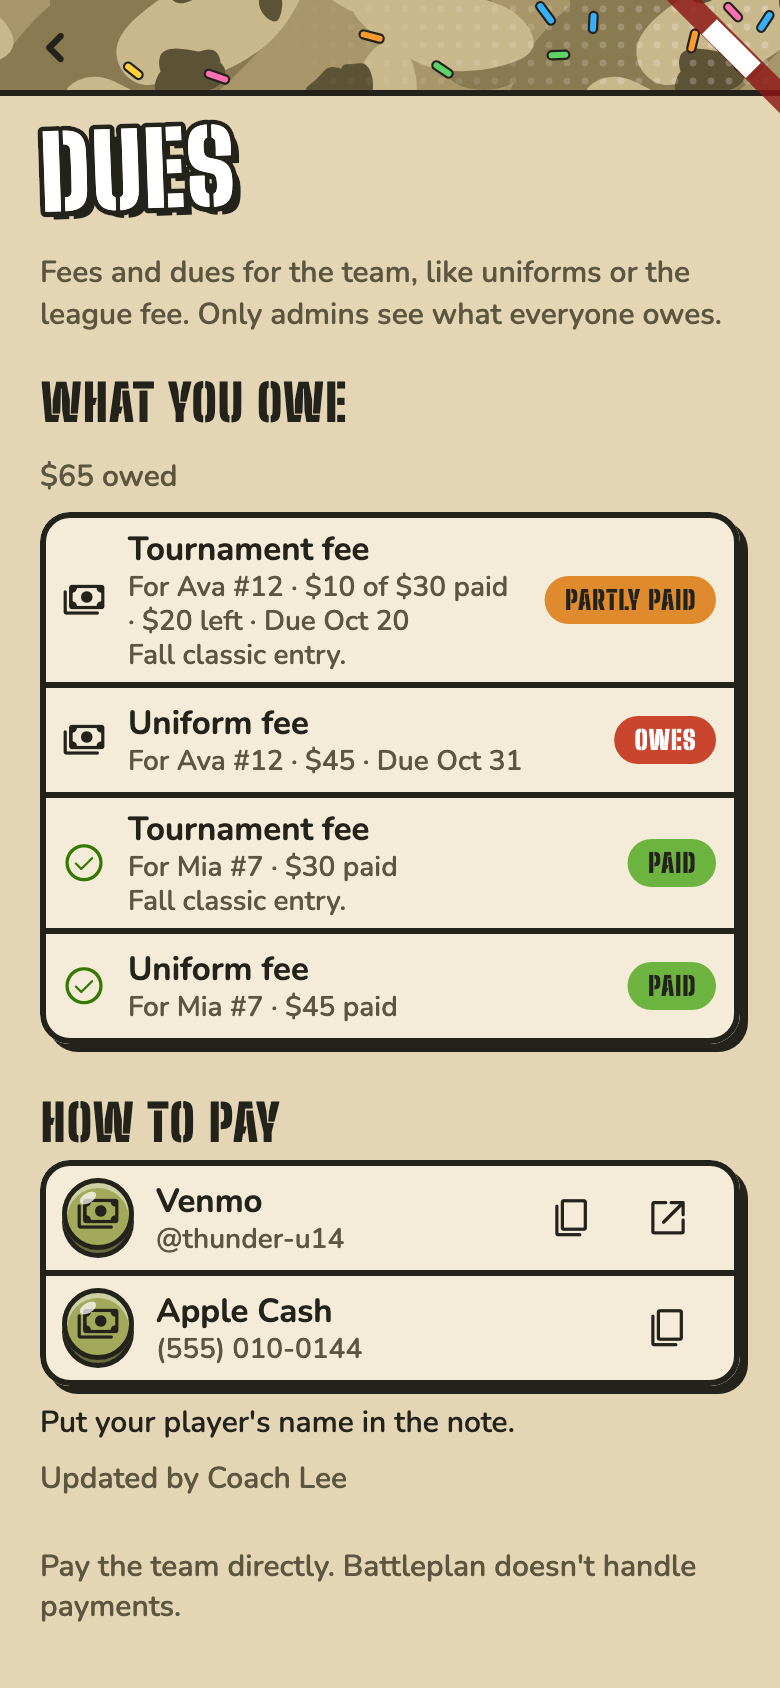 DUES
Fees and dues for the team, like uniforms or the
league fee. Only admins see what everyone owes.
WHAT YOU OWE
$65 owed
Tournament fee
For Ava #12 · $10 of $30 paid
· $20 left · Due Oct 20
Fall classic entry.
PARTLY PAID
Uniform fee
For Ava #12 · $45 · Due Oct 31
OWES
Tournament fee
For Mia #7 · $30 paid
Fall classic entry.
PAID
Uniform fee
For Mia #7 · $45 paid
PAID
HOW TO PAY
Venmo
@thunder-u14
Apple Cash
(555) 010-0144
Put your player's name in the note.
Updated by Coach Lee
Pay the team directly. Battleplan doesn't handle
payments.